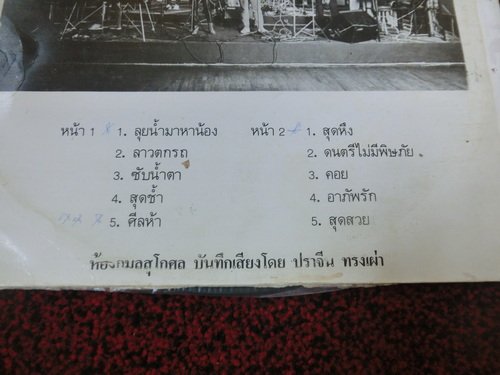 หน้า 1 1. ลุยน้ำมาหาน้อง
2. ลาวตกรถ
3. ซับน้ำตา
4. สุดช้ำ
5. ศีลห้า
หน้า 2 1. สุดหึง
2. ดนตรีไม่มีพิษภัย
3. คอย
4. อาภัพรัก
5. สุดสวย
ห้องกมลสุโกศล บันทึกเสียงโดย ปราจีน ทรงเผ่า